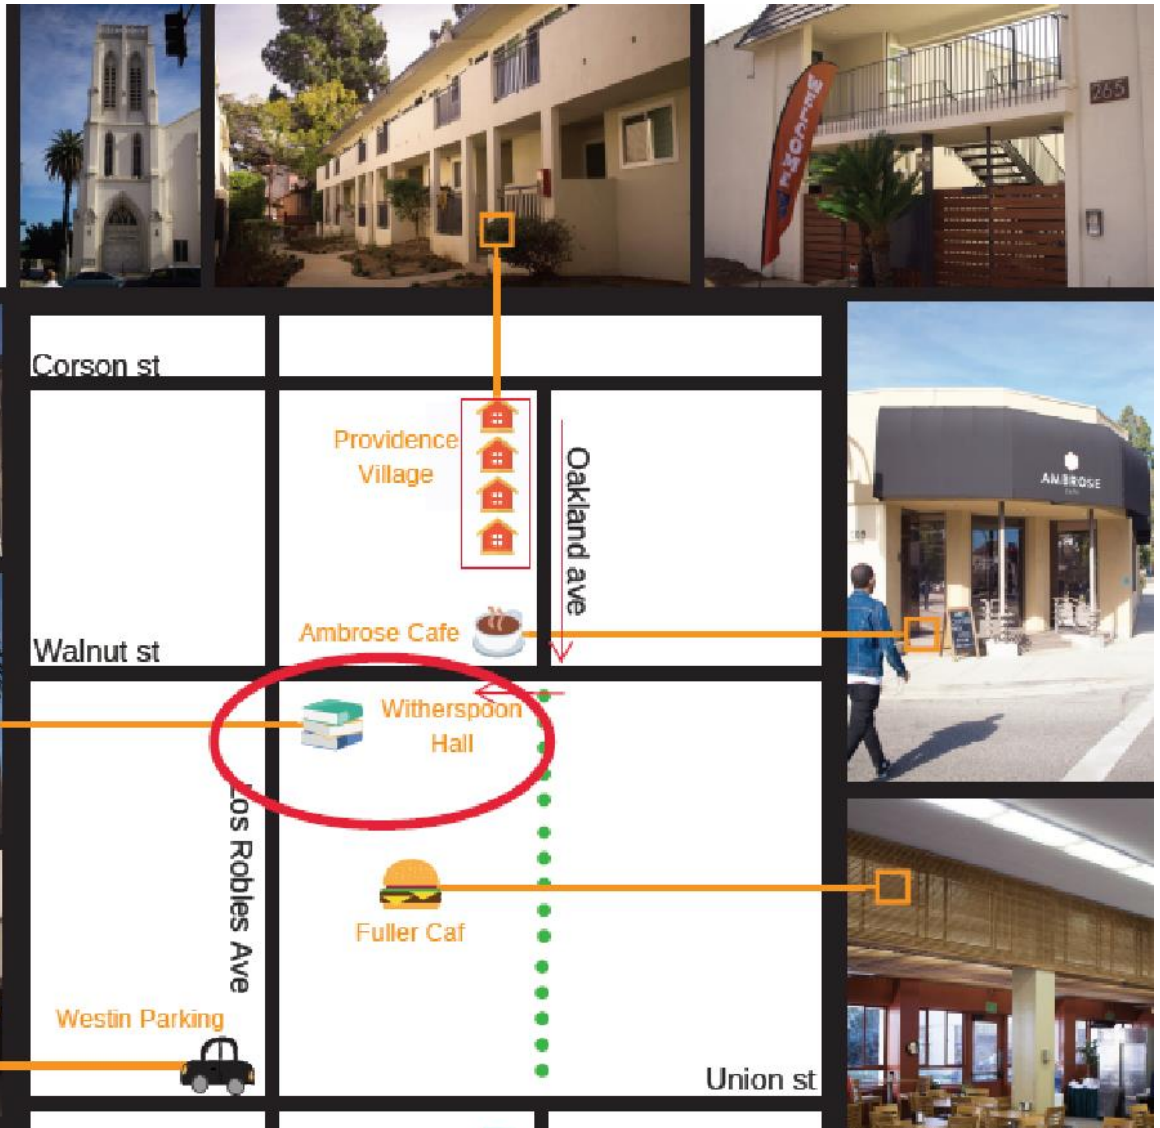 WELCOME
265
Corson st
Providence
Village
Oakland ave
AMBROSE
Ambrose Cafe
Walnut st
Witherspoon
Hall
Los Robles Ave
Fuller Caf
Westin Parking
Union st